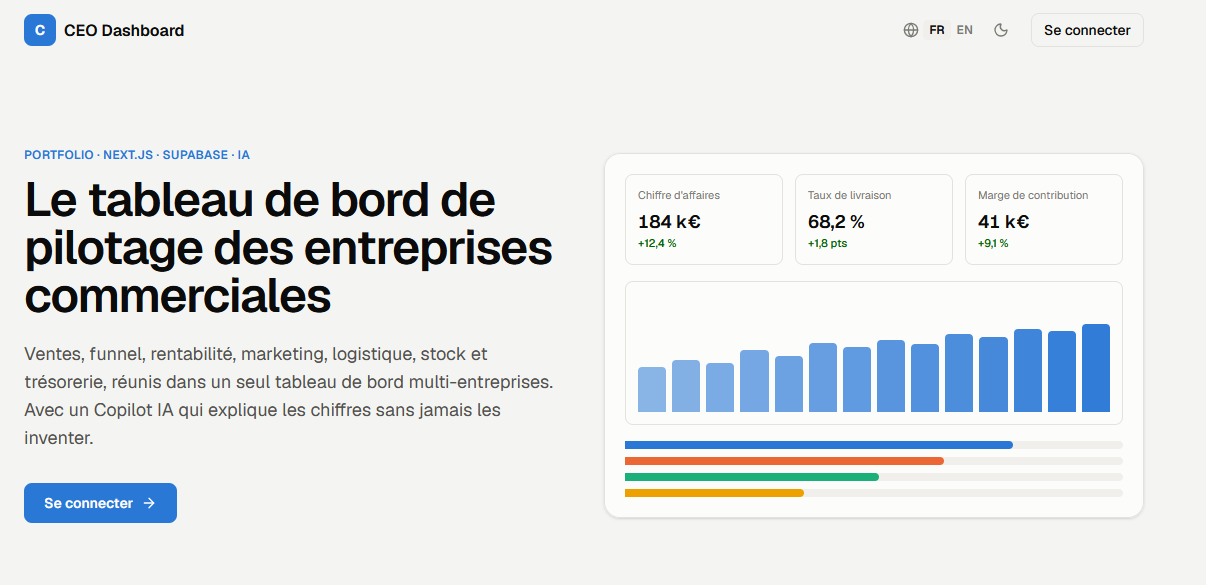 C CEO Dashboard
FR EN
Se connecter
PORTFOLIO · NEXT.JS · SUPABASE · IA
Le tableau de bord de
pilotage des entreprises
commerciales
Ventes, funnel, rentabilité, marketing, logistique, stock et
trésorerie, réunis dans un seul tableau de bord multi-entreprises.
Avec un Copilot IA qui explique les chiffres sans jamais les
inventer.
Se connecter →
Chiffre d'affaires
184 k€
+12,4 %
Taux de livraison
68,2 %
+1,8 pts
Marge de contribution
41 k€
+9,1 %